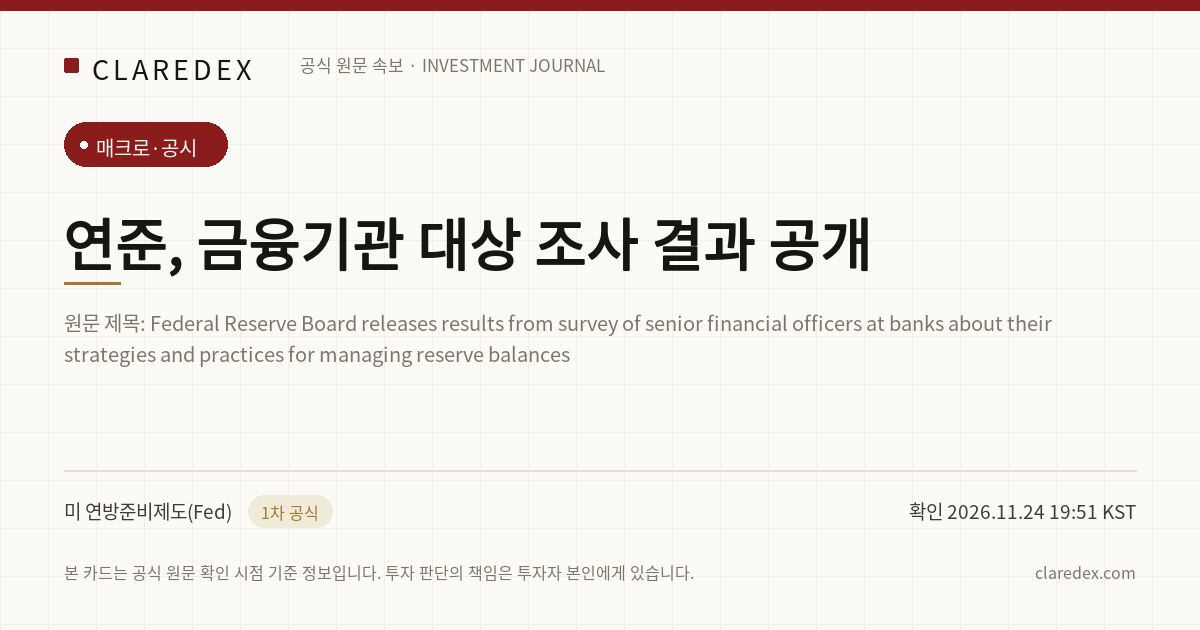 CLAREDEX
공식 원문 속보 · INVESTMENT JOURNAL
매크로·공시
연준, 금융기관 대상 조사 결과 공개
원문 제목: Federal Reserve Board releases results from survey of senior financial officers at banks about their
strategies and practices for managing reserve balances
미 연방준비제도(Fed) 1차 공식 확인 2026.11.24 19:51 KST
본 카드는 공식 원문 확인 시점 기준 정보입니다. 투자 판단의 책임은 투자자 본인에게 있습니다. claredex.com